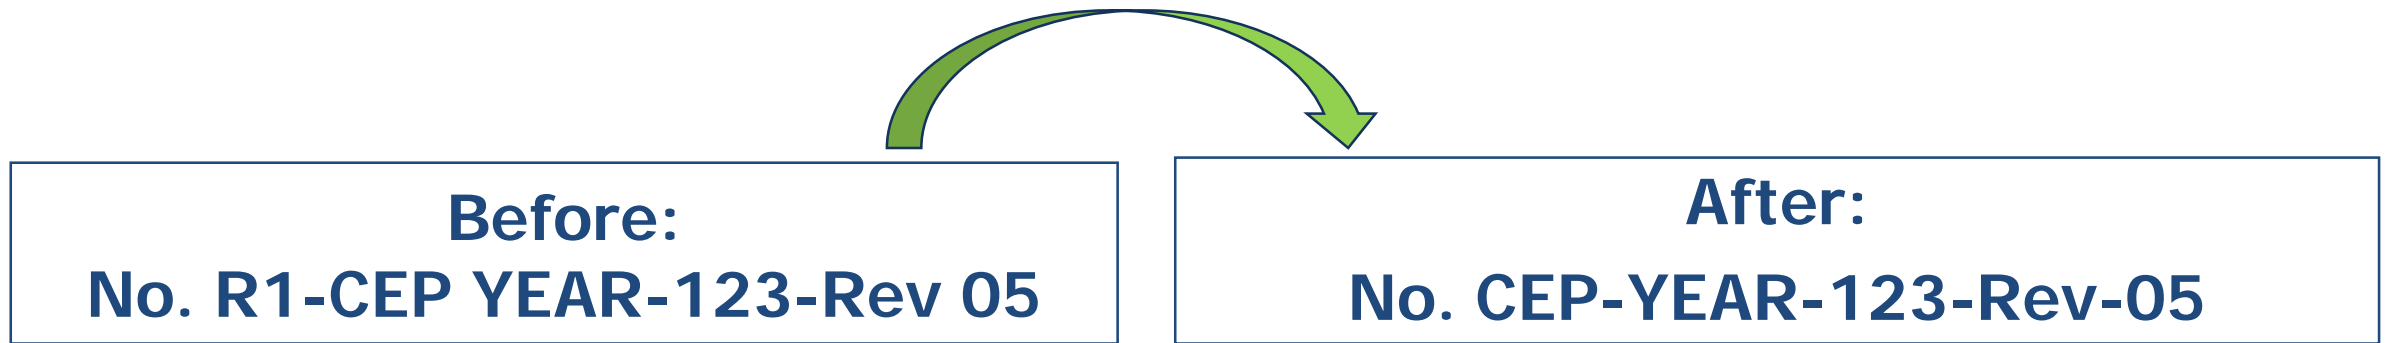 Before:
No. R1-CEP YEAR-123-Rev 05
After:
No. CEP-YEAR-123-Rev-05